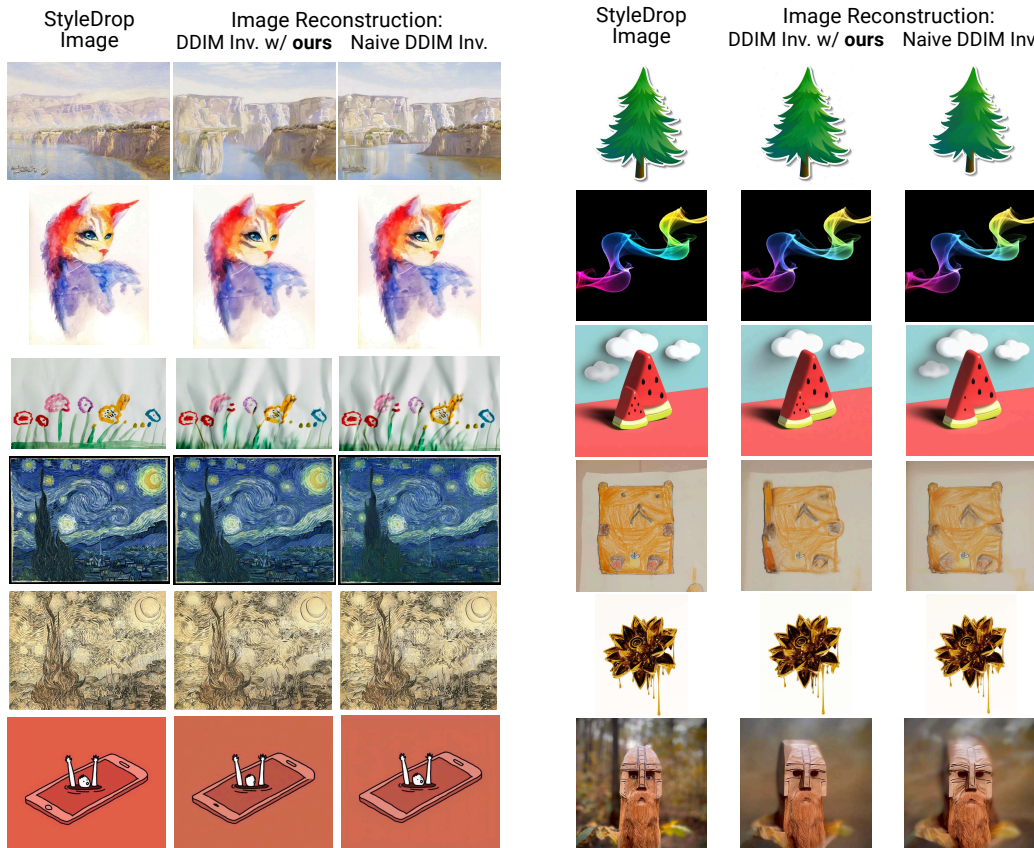 StyleDrop
Image
Image Reconstruction:
DDIM Inv. w/ ours
Naive DDIM Inv.
StyleDrop
Image
Image Reconstruction:
DDIM Inv. w/ ours
Naive DDIM Inv